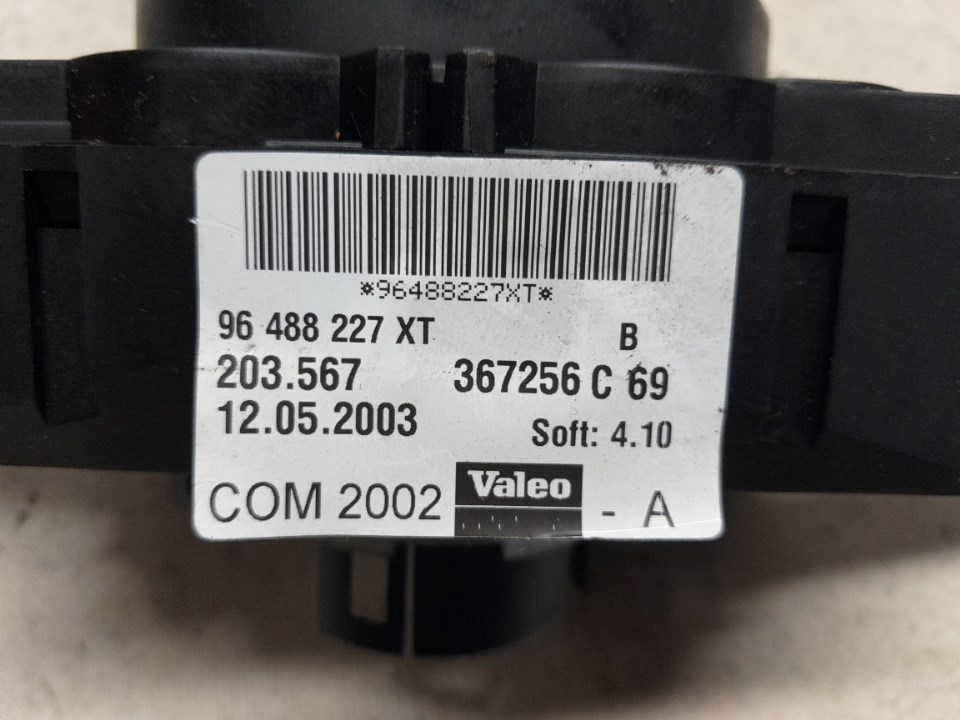 *96488227XT*
96 488 227 XT B
203.567 367256 C 69
12.05.2003 Soft: 4.10
COM 2002 Valeo - A